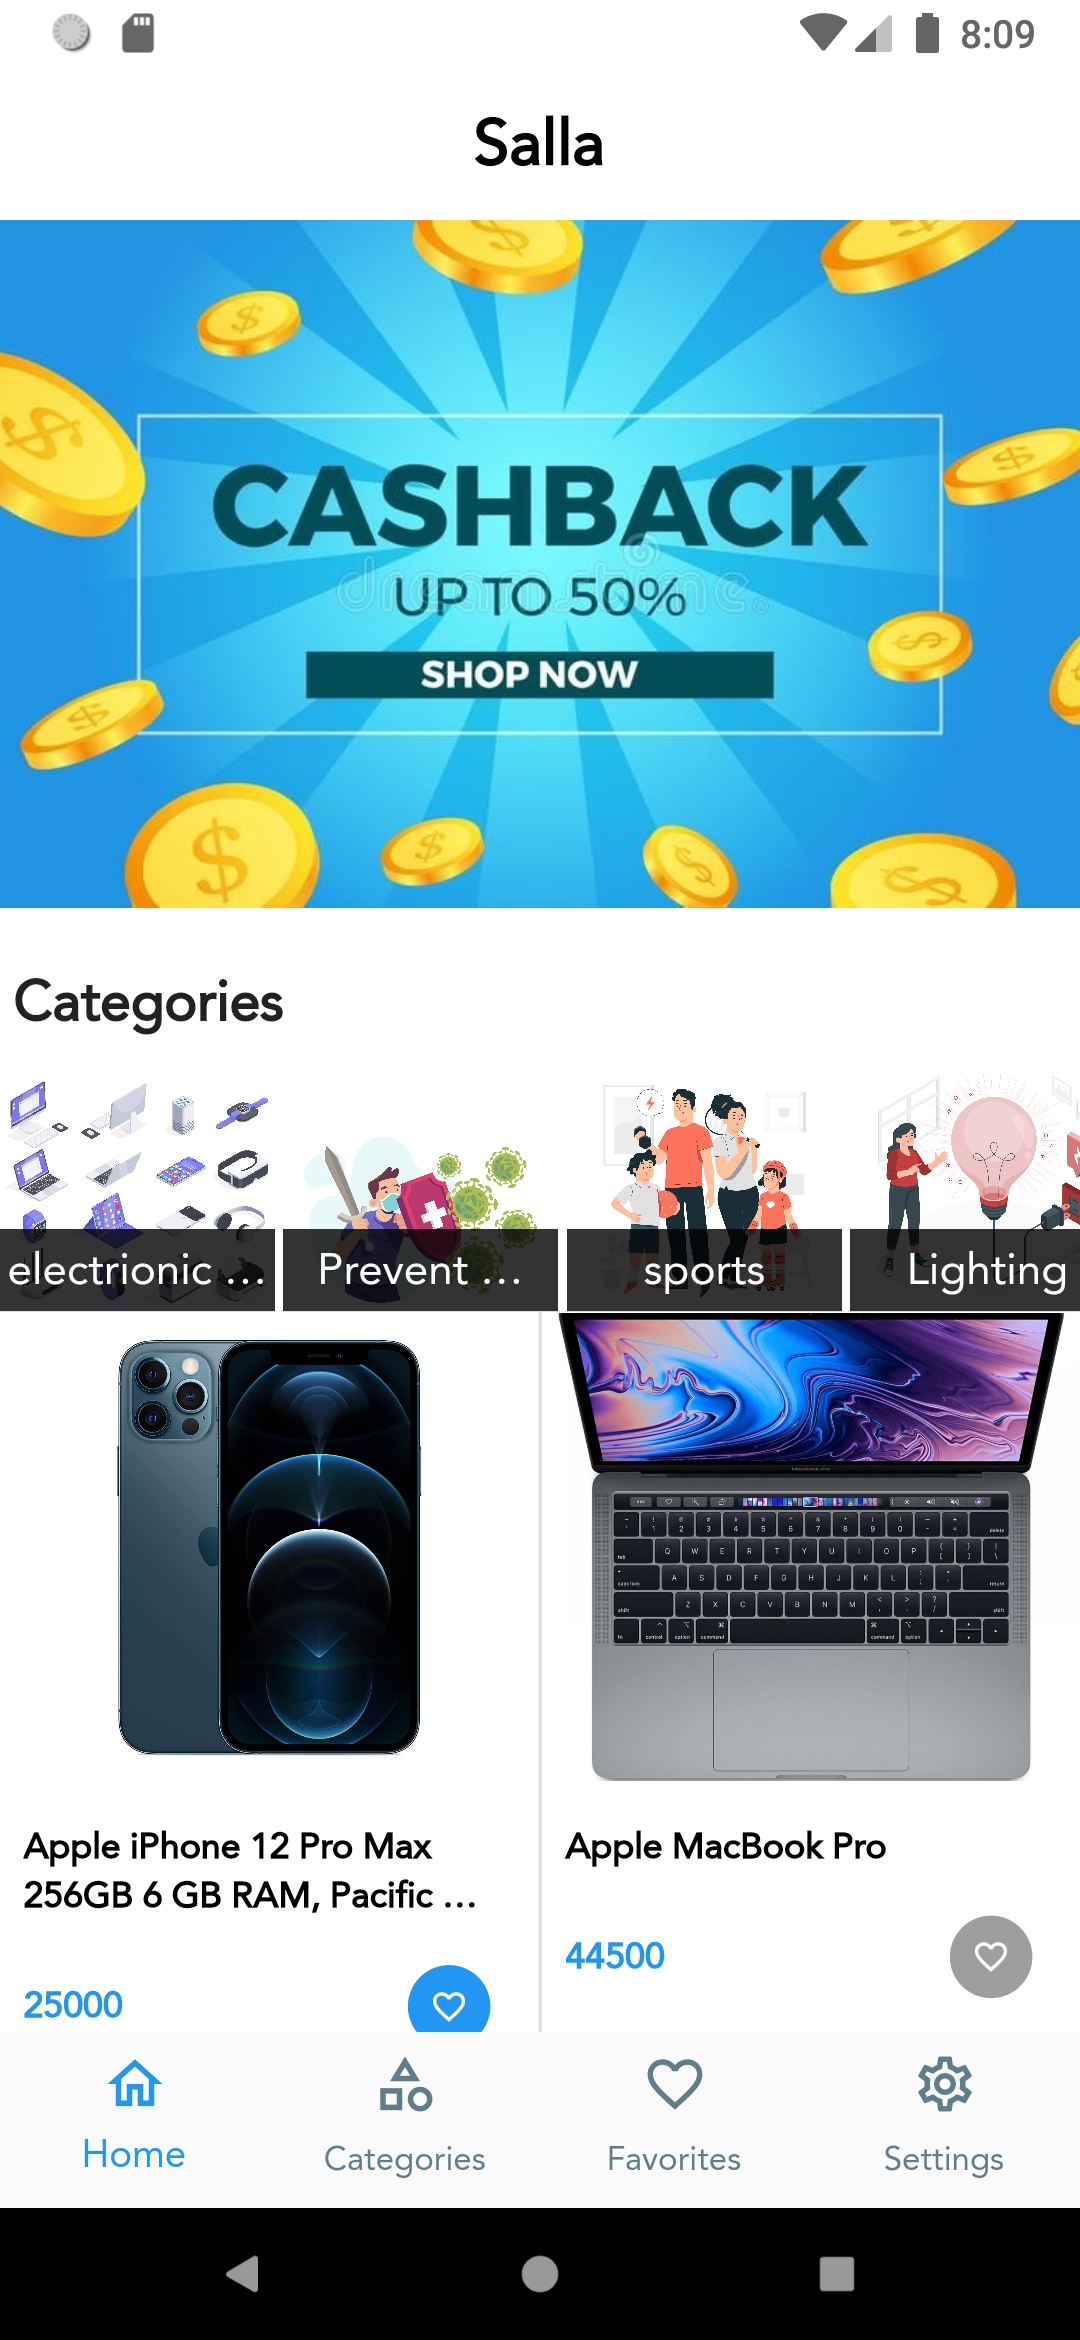 8:09
Salla
CASHBACK
UP TO 50%
SHOP NOW
Categories
electrionic ...
Prevent ...
sports
Lighting
Apple iPhone 12 Pro Max
256GB 6 GB RAM, Pacific ...
25000
Apple MacBook Pro
44500
Home
Categories
Favorites
Settings